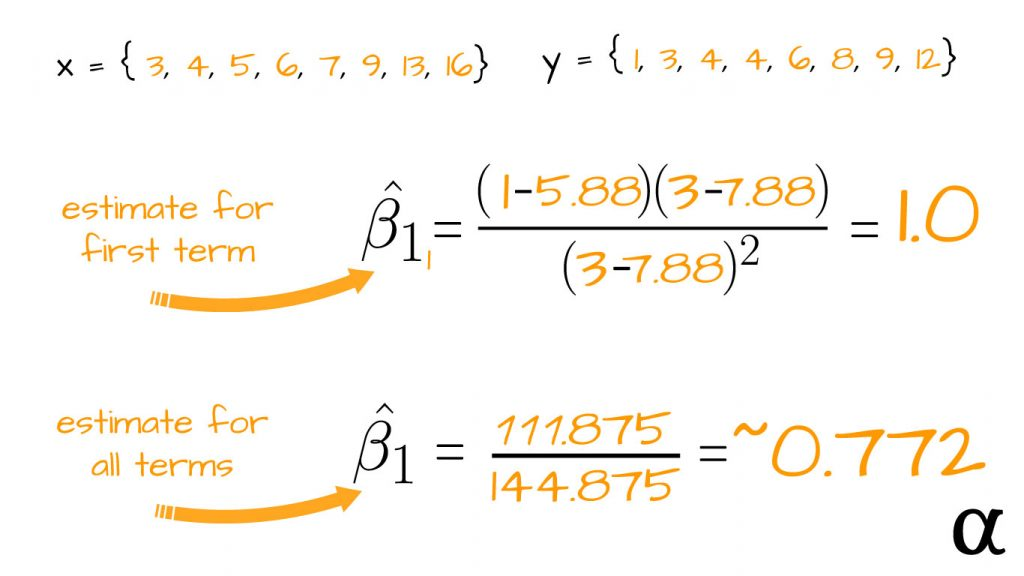 x = { 3, 4, 5, 6, 7, 9, 13, 16} y = { 1, 3, 4, 4, 6, 8, 9, 12}
estimate for
first term
β̂1₁ = (1-5.88)(3-7.88) / (3-7.88)² = 1.0
estimate for
all terms
β̂1 = 111.875 / 144.875 = ~0.772
α